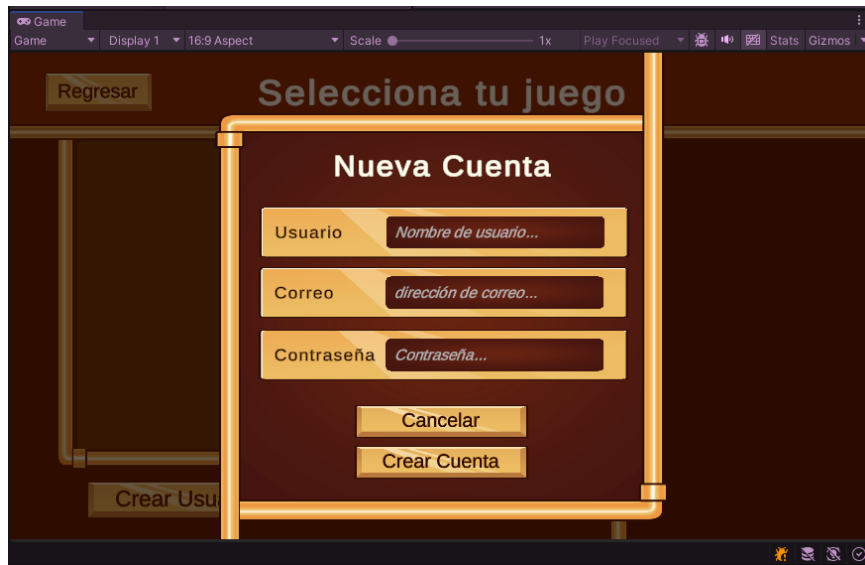 Game
Game Display 1 16:9 Aspect Scale 1x Play Focused Stats Gizmos
Regresar
Selecciona tu juego
Nueva Cuenta
Usuario Nombre de usuario...
Correo dirección de correo...
Contraseña Contraseña...
Cancelar
Crear Cuenta
Crear Usu